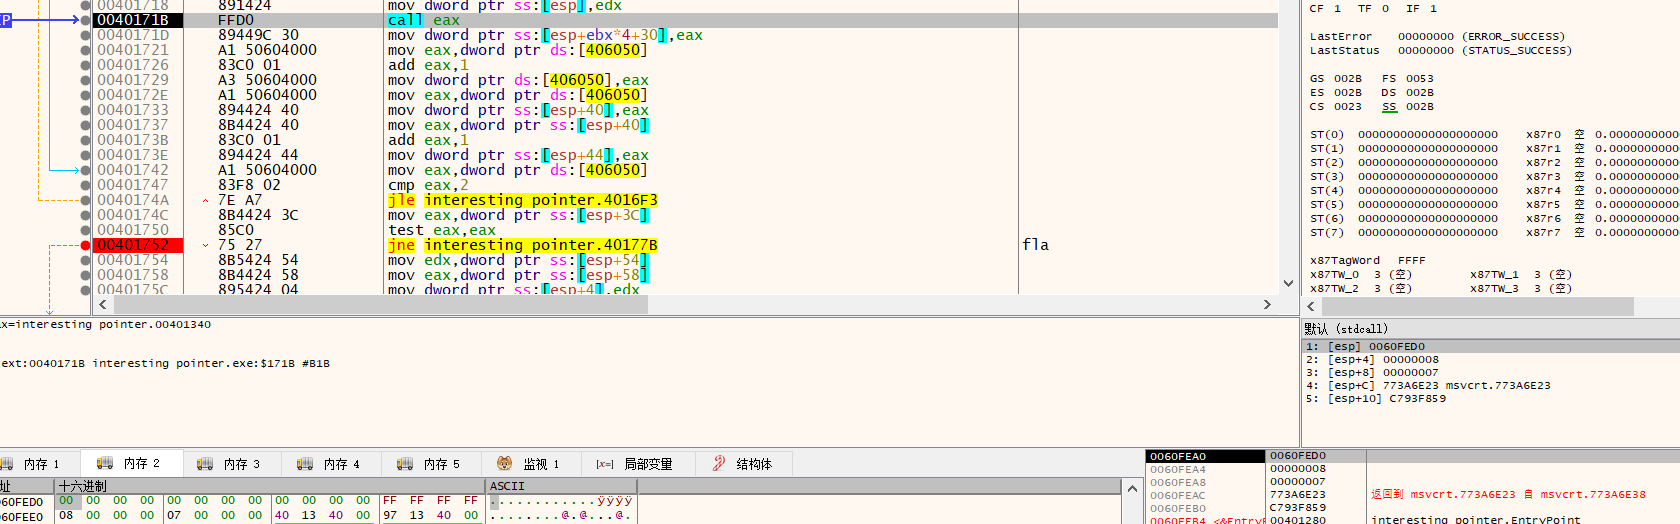 00401718 891424 mov dword ptr ss:[esp],edx
IP 0040171B FFD0 call eax
0040171D 89449C 30 mov dword ptr ss:[esp+ebx*4+30],eax
00401721 A1 50604000 mov eax,dword ptr ds:[406050]
00401726 83C0 01 add eax,1
00401729 A3 50604000 mov dword ptr ds:[406050],eax
0040172E A1 50604000 mov eax,dword ptr ds:[406050]
00401733 894424 40 mov dword ptr ss:[esp+40],eax
00401737 8B4424 40 mov eax,dword ptr ss:[esp+40]
0040173B 83C0 01 add eax,1
0040173E 894424 44 mov dword ptr ss:[esp+44],eax
00401742 A1 50604000 mov eax,dword ptr ds:[406050]
00401747 83F8 02 cmp eax,2
0040174A 7E A7 jle interesting pointer.4016F3
0040174C 8B4424 3C mov eax,dword ptr ss:[esp+3C]
00401750 85C0 test eax,eax
00401752 75 27 jne interesting pointer.40177B fla
00401754 8B5424 54 mov edx,dword ptr ss:[esp+54]
00401758 8B4424 58 mov eax,dword ptr ss:[esp+58]
0040175C 895424 04 mov dword ptr ss:[esp+4],edx
CF 1 TF 0 IF 1
LastError 00000000 (ERROR_SUCCESS)
LastStatus 00000000 (STATUS_SUCCESS)
GS 002B FS 0053
ES 002B DS 002B
CS 0023 SS 002B
ST(0) 00000000000000000000 x87r0 空 0.0000000000
ST(1) 00000000000000000000 x87r1 空 0.0000000000
ST(2) 00000000000000000000 x87r2 空 0.0000000000
ST(3) 00000000000000000000 x87r3 空 0.0000000000
ST(4) 00000000000000000000 x87r4 空 0.0000000000
ST(5) 00000000000000000000 x87r5 空 0.0000000000
ST(6) 00000000000000000000 x87r6 空 0.0000000000
ST(7) 00000000000000000000 x87r7 空 0.0000000000
x87TagWord FFFF
x87TW_0 3 (空) x87TW_1 3 (空)
x87TW_2 3 (空) x87TW_3 3 (空)
ax=interesting pointer.00401340
ext:0040171B interesting pointer.exe:$171B #B1B
默认 (stdcall)
1: [esp] 0060FED0
2: [esp+4] 00000008
3: [esp+8] 00000007
4: [esp+C] 773A6E23 msvcrt.773A6E23
5: [esp+10] C793F859
内存 1 内存 2 内存 3 内存 4 内存 5 监视 1 [x=] 局部变量 结构体
址 十六进制 ASCII
0060FED0 00 00 00 00 00 00 00 00 00 00 00 00 FF FF FF FF ............ÿÿÿÿ
0060FEE0 08 00 00 00 07 00 00 00 40 13 40 00 97 13 40 00 ........@.@...@.
0060FEA0 0060FED0
0060FEA4 00000008
0060FEA8 00000007
0060FEAC 773A6E23 返回到 msvcrt.773A6E23 自 msvcrt.773A6E38
0060FEB0 C793F859
0060FEB4 <&Entry 00401280 interesting pointer.EntryPoint